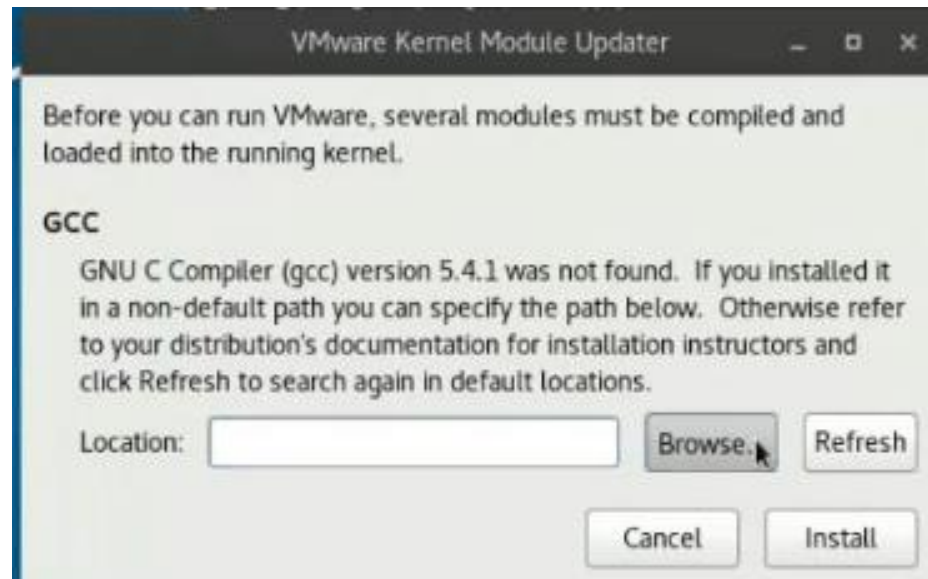 VMware Kernel Module Updater
Before you can run VMware, several modules must be compiled and
loaded into the running kernel.
GCC
GNU C Compiler (gcc) version 5.4.1 was not found. If you installed it
in a non-default path you can specify the path below. Otherwise refer
to your distribution's documentation for installation instructors and
click Refresh to search again in default locations.
Location: Browse.. Refresh
Cancel Install